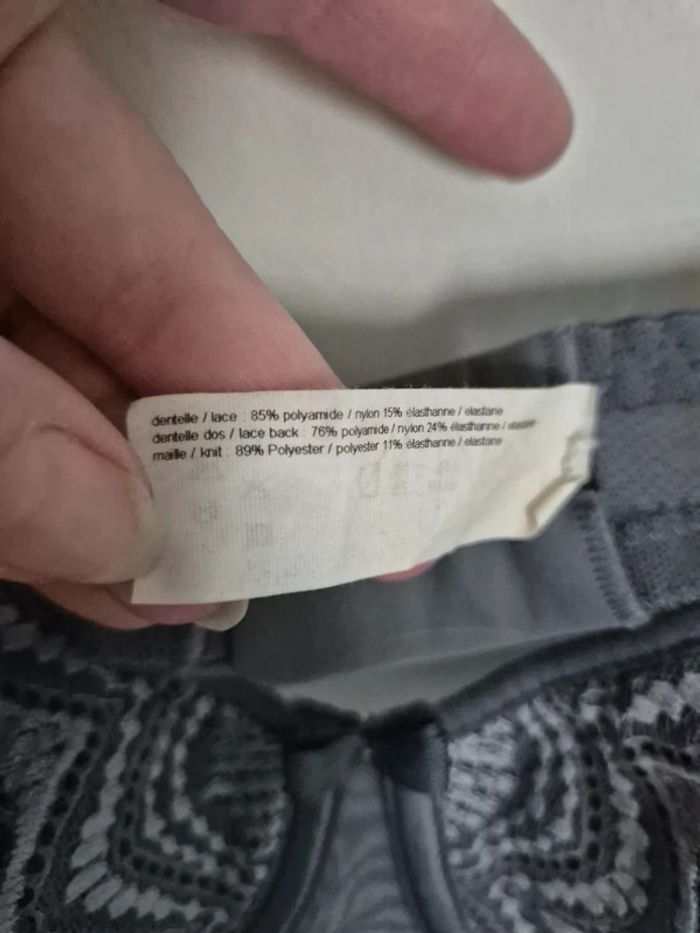 dentelle / lace : 85% polyamide / nylon 15% élasthanne / elastane
dentelle dos / lace back : 76% polyamide / nylon 24% élasthanne / elastane
maille / knit : 89% Polyester / polyester 11% élasthanne / elastane